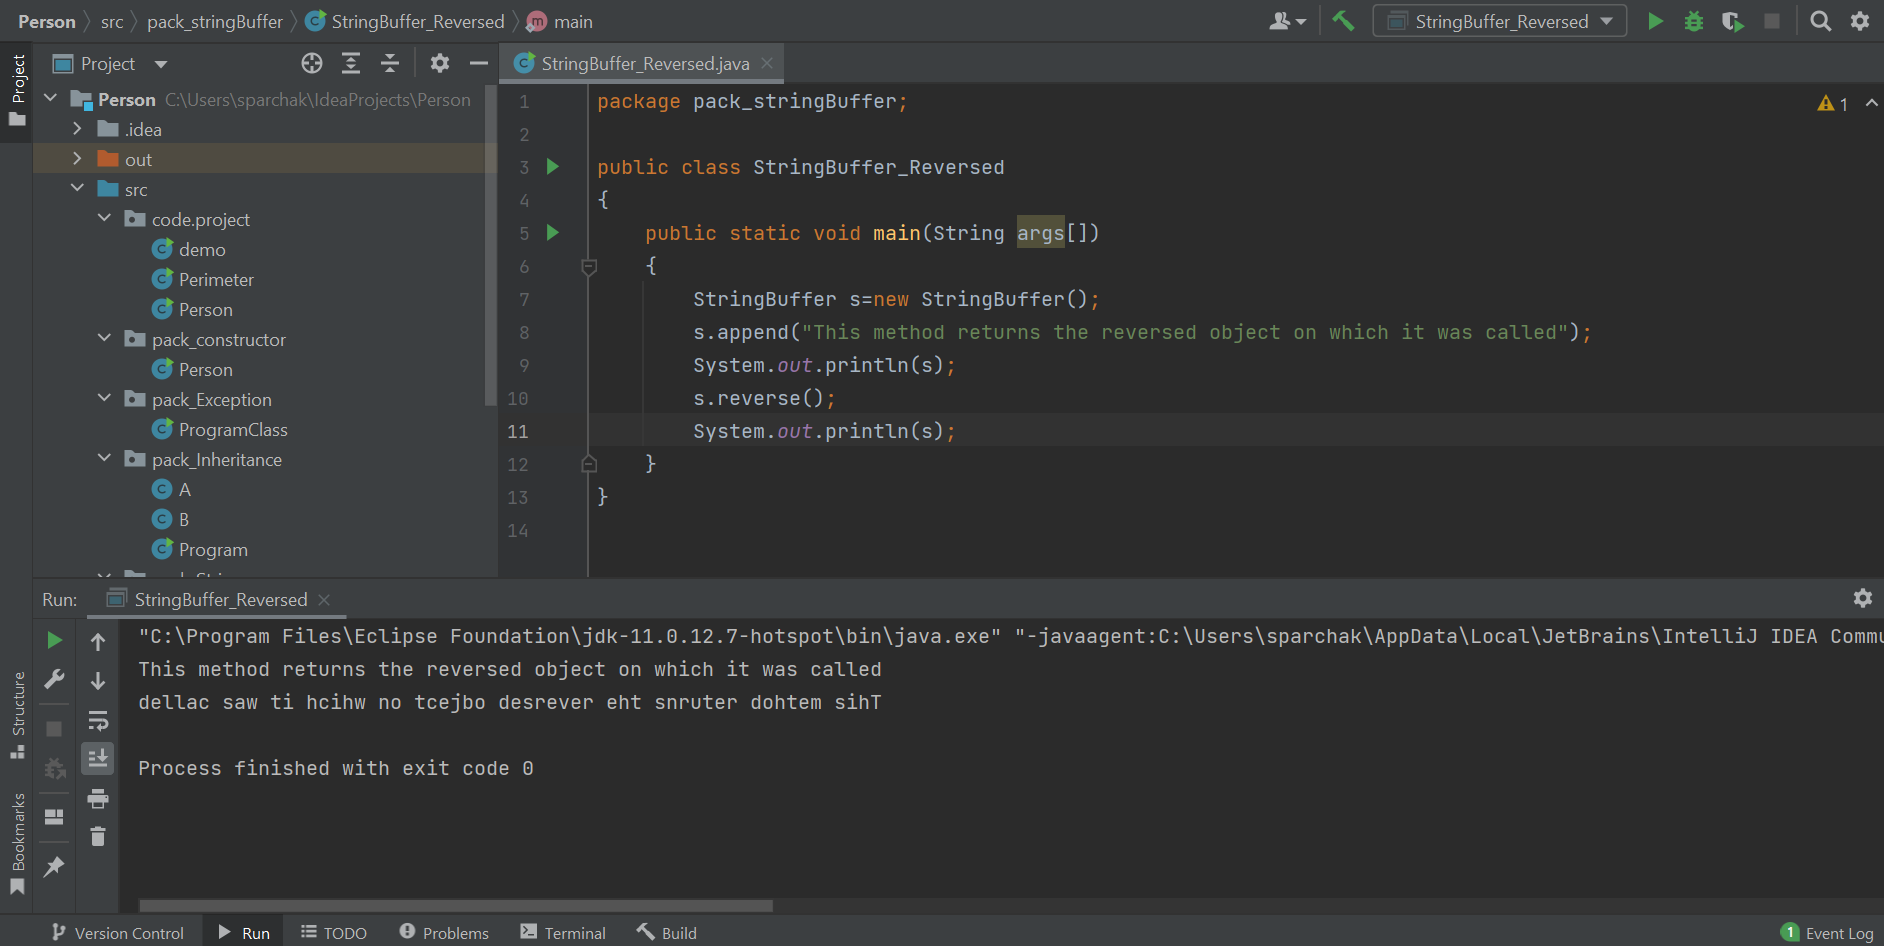 Person src pack_stringBuffer StringBuffer_Reversed main
StringBuffer_Reversed
Project
Project
StringBuffer_Reversed.java
Person C:\Users\sparchak\IdeaProjects\Person
.idea
out
src
code.project
demo
Perimeter
Person
pack_constructor
Person
pack_Exception
ProgramClass
pack_Inheritance
A
B
Program
1 package pack_stringBuffer;
1
2
3 public class StringBuffer_Reversed
4 {
5 public static void main(String args[])
6 {
7 StringBuffer s=new StringBuffer();
8 s.append("This method returns the reversed object on which it was called");
9 System.out.println(s);
10 s.reverse();
11 System.out.println(s);
12 }
13 }
14
Run: StringBuffer_Reversed
"C:\Program Files\Eclipse Foundation\jdk-11.0.12.7-hotspot\bin\java.exe" "-javaagent:C:\Users\sparchak\AppData\Local\JetBrains\IntelliJ IDEA Commu
This method returns the reversed object on which it was called
dellac saw ti hcihw no tcejbo desrever eht snruter dohtem sihT
Process finished with exit code 0
Structure
Bookmarks
Version Control Run TODO Problems Terminal Build 1 Event Log